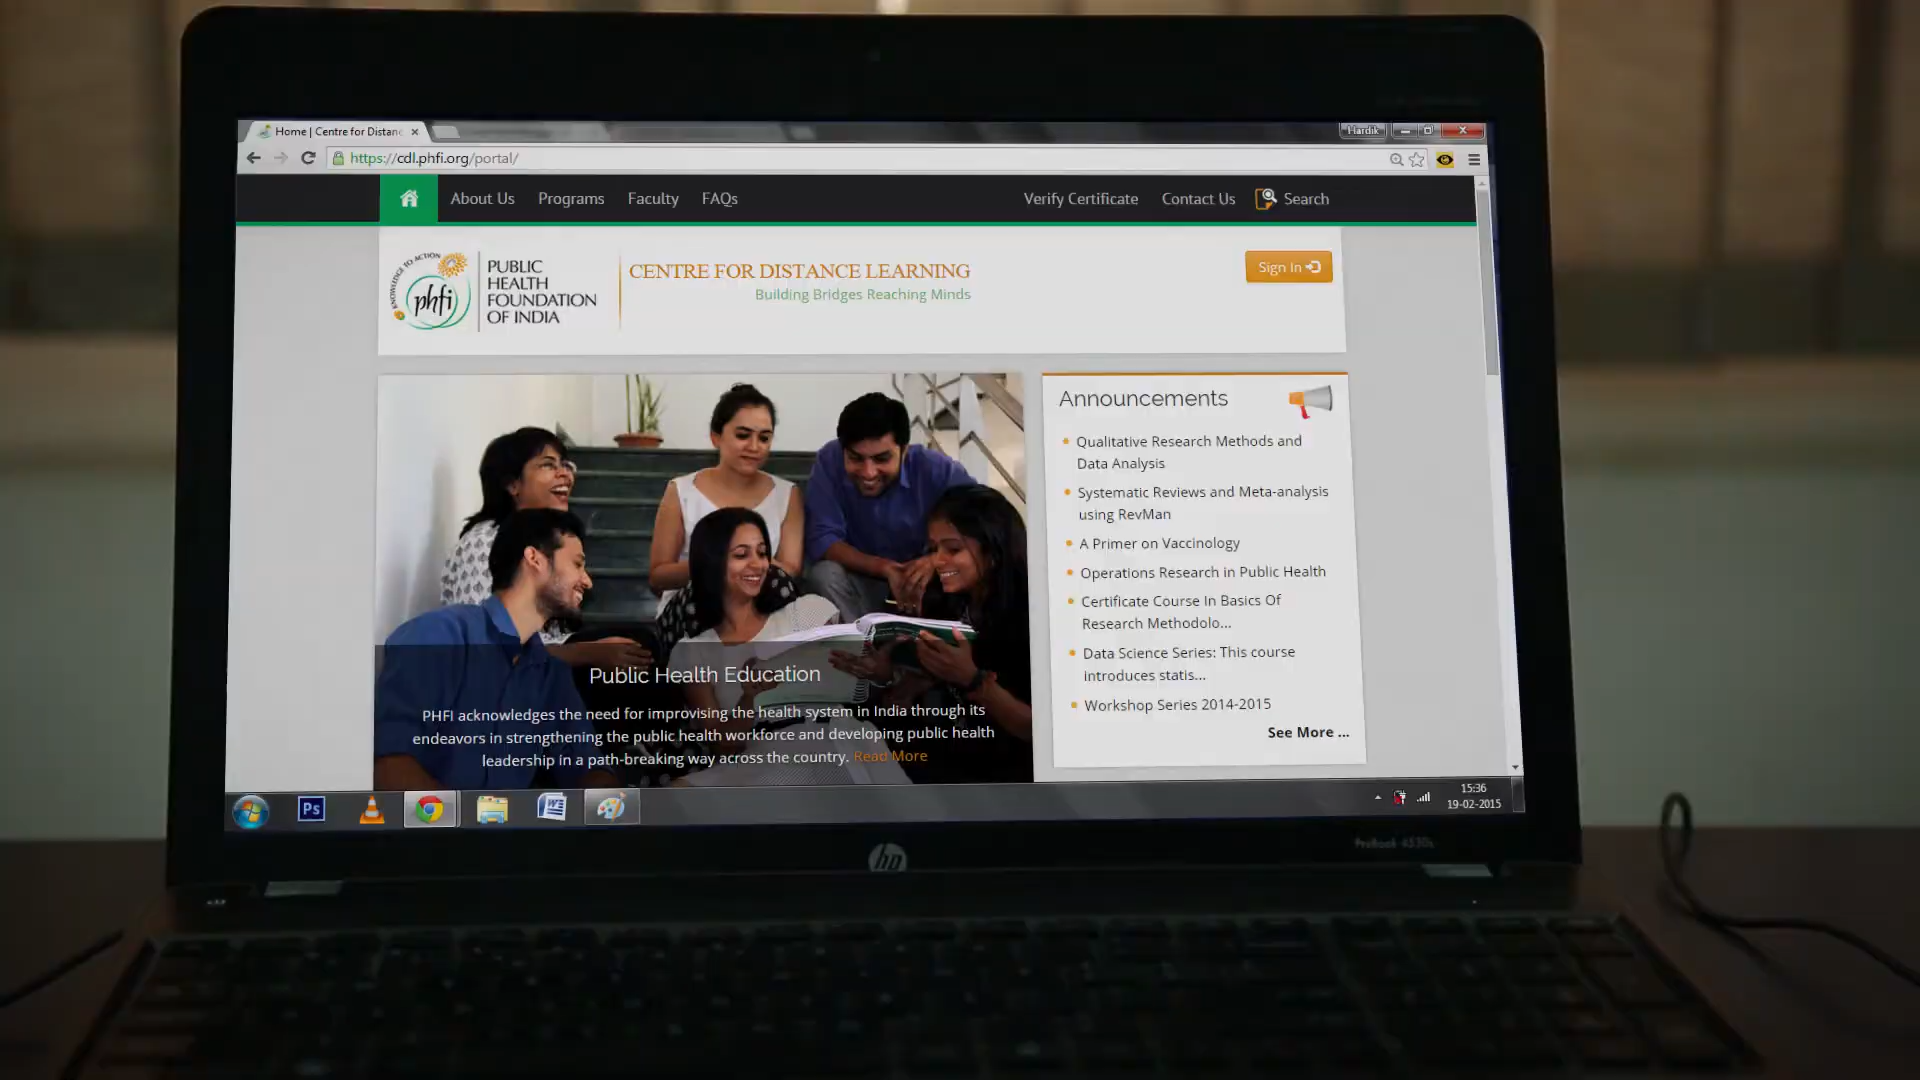 Home | Centre for Distanc
Hardik
https://cdl.phfi.org/portal/
About Us
Programs
Faculty
FAQs
Verify Certificate
Contact Us
Search
KNOWLEDGE TO ACTION
phfi
PUBLIC
HEALTH
FOUNDATION
OF INDIA
CENTRE FOR DISTANCE LEARNING
Building Bridges Reaching Minds
Sign In
Public Health Education
PHFI acknowledges the need for improvising the health system in India through its
endeavors in strengthening the public health workforce and developing public health
leadership in a path-breaking way across the country. Read More
Announcements
Qualitative Research Methods and
Data Analysis
Systematic Reviews and Meta-analysis
using RevMan
A Primer on Vaccinology
Operations Research in Public Health
Certificate Course In Basics Of
Research Methodolo...
Data Science Series: This course
introduces statis...
Workshop Series 2014-2015
See More ...
Ps
W
15:36
19-02-2015
hp
ProBook 4530s